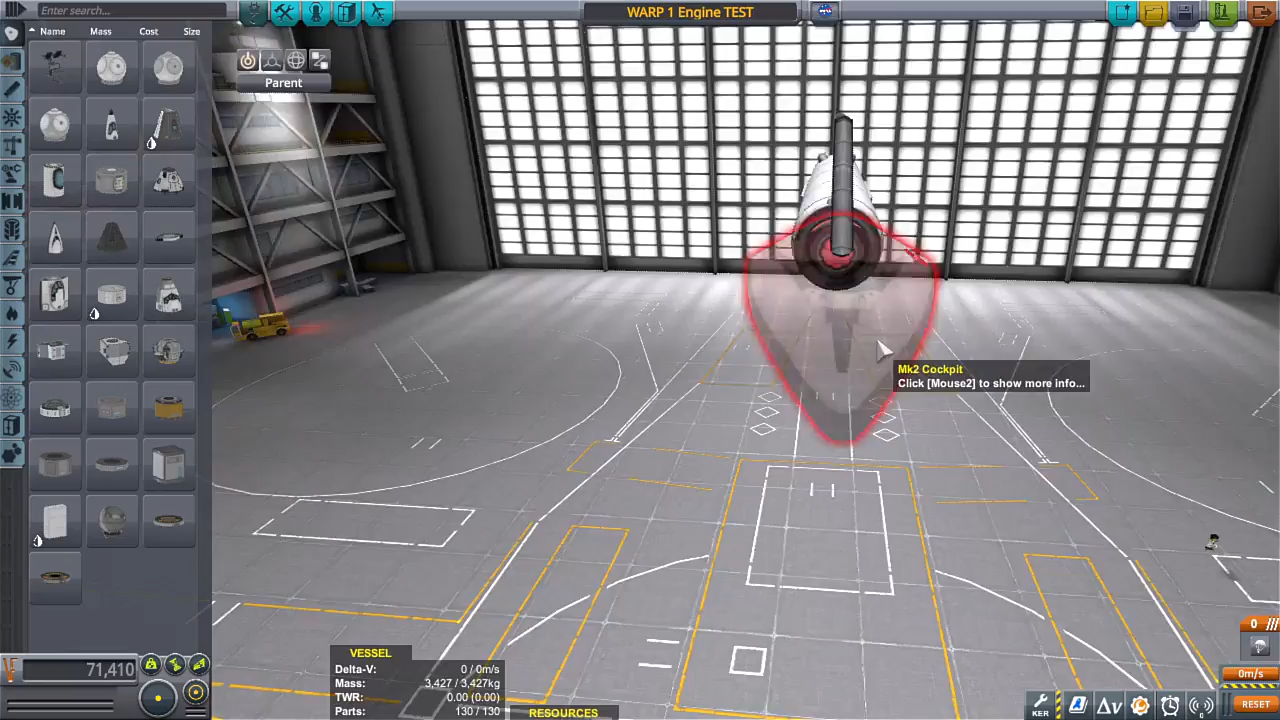 Enter search...
WARP 1 Engine TEST
Name Mass Cost Size
Parent
Mk2 Cockpit
Click [Mouse2] to show more info...
0
0m/s
71,410
VESSEL
Delta-V: 0 / 0m/s
Mass: 3,427 / 3,427kg
TWR: 0.00 (0.00)
Parts: 130 / 130
RESOURCES
KER
Δv
RESET